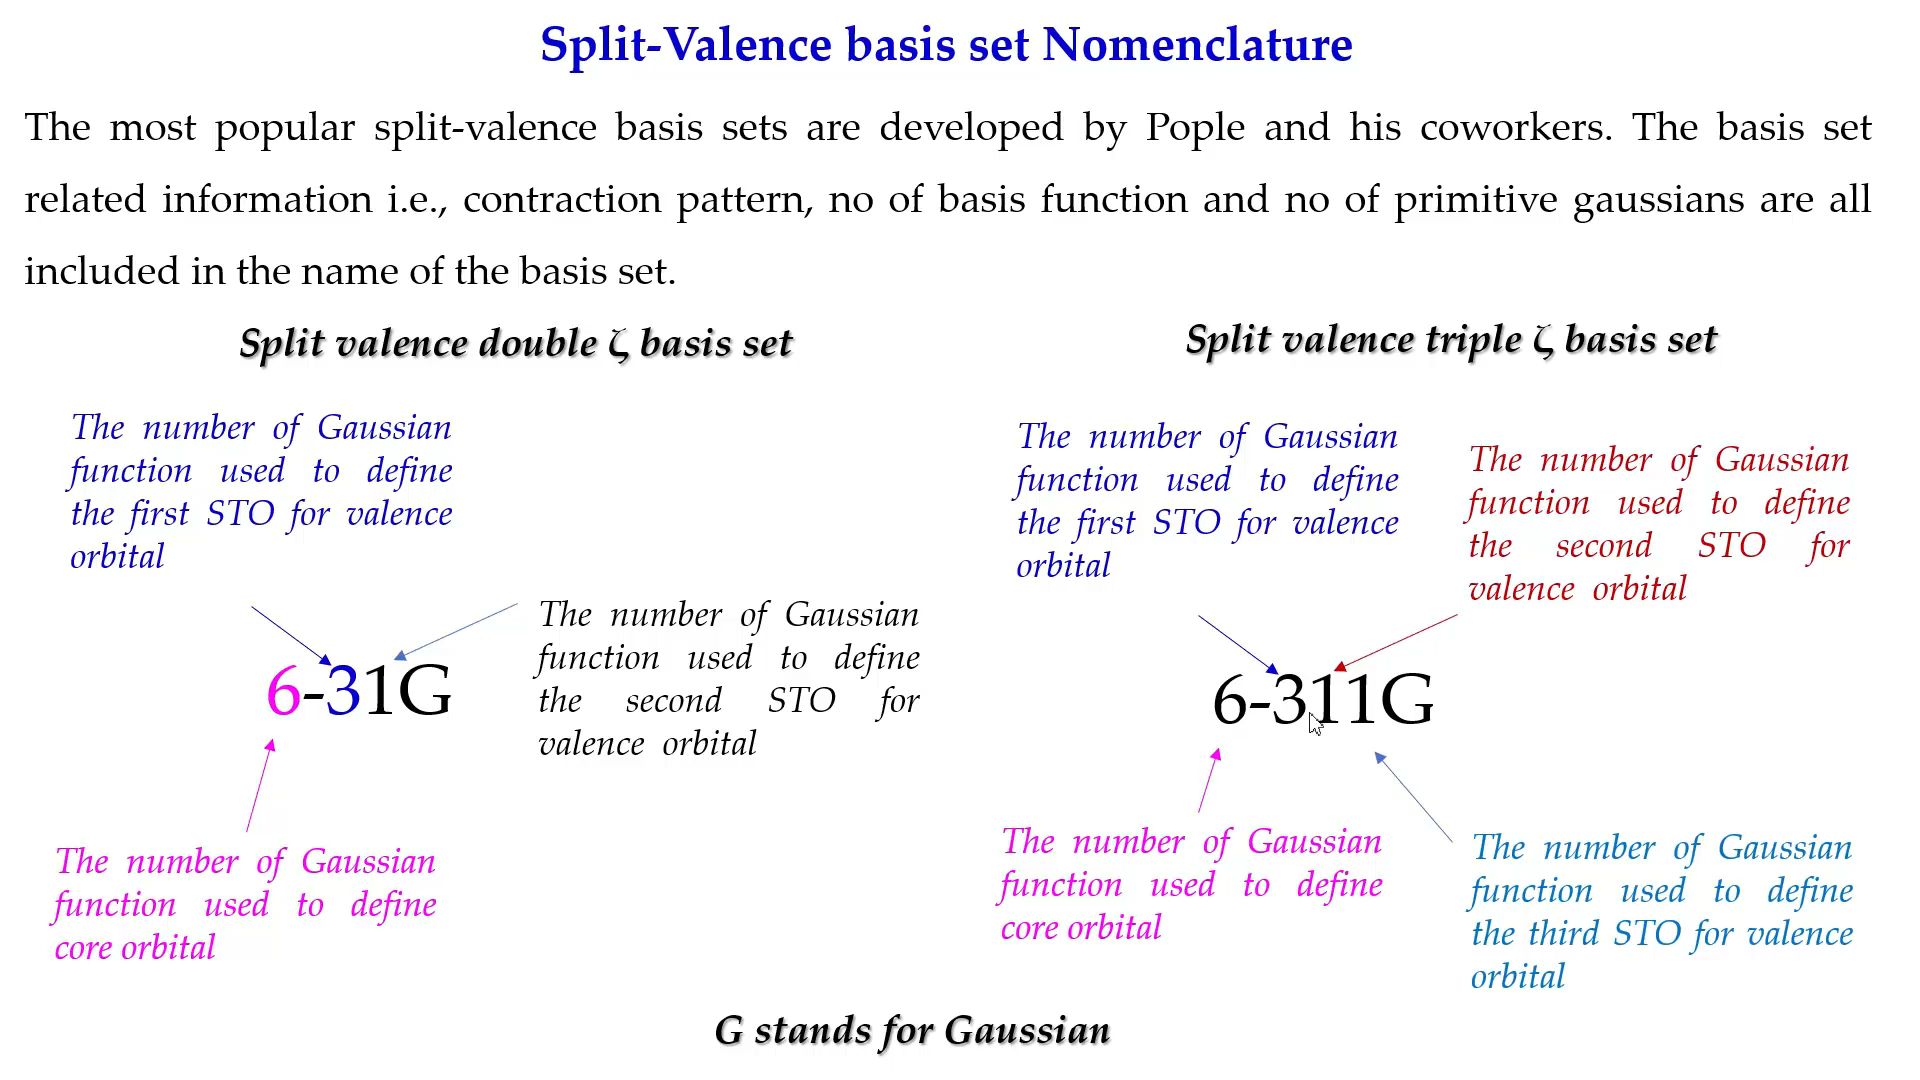 Split-Valence basis set Nomenclature
The most popular split-valence basis sets are developed by Pople and his coworkers. The basis set
related information i.e., contraction pattern, no of basis function and no of primitive gaussians are all
included in the name of the basis set.
Split valence double ζ basis set
The number of Gaussian
function used to define
the first STO for valence
orbital
The number of Gaussian
function used to define
the second STO for
valence orbital
6-31G
The number of Gaussian
function used to define
core orbital
Split valence triple ζ basis set
The number of Gaussian
function used to define
the first STO for valence
orbital
The number of Gaussian
function used to define
the second STO for
valence orbital
6-311G
The number of Gaussian
function used to define
core orbital
The number of Gaussian
function used to define
the third STO for valence
orbital
G stands for Gaussian